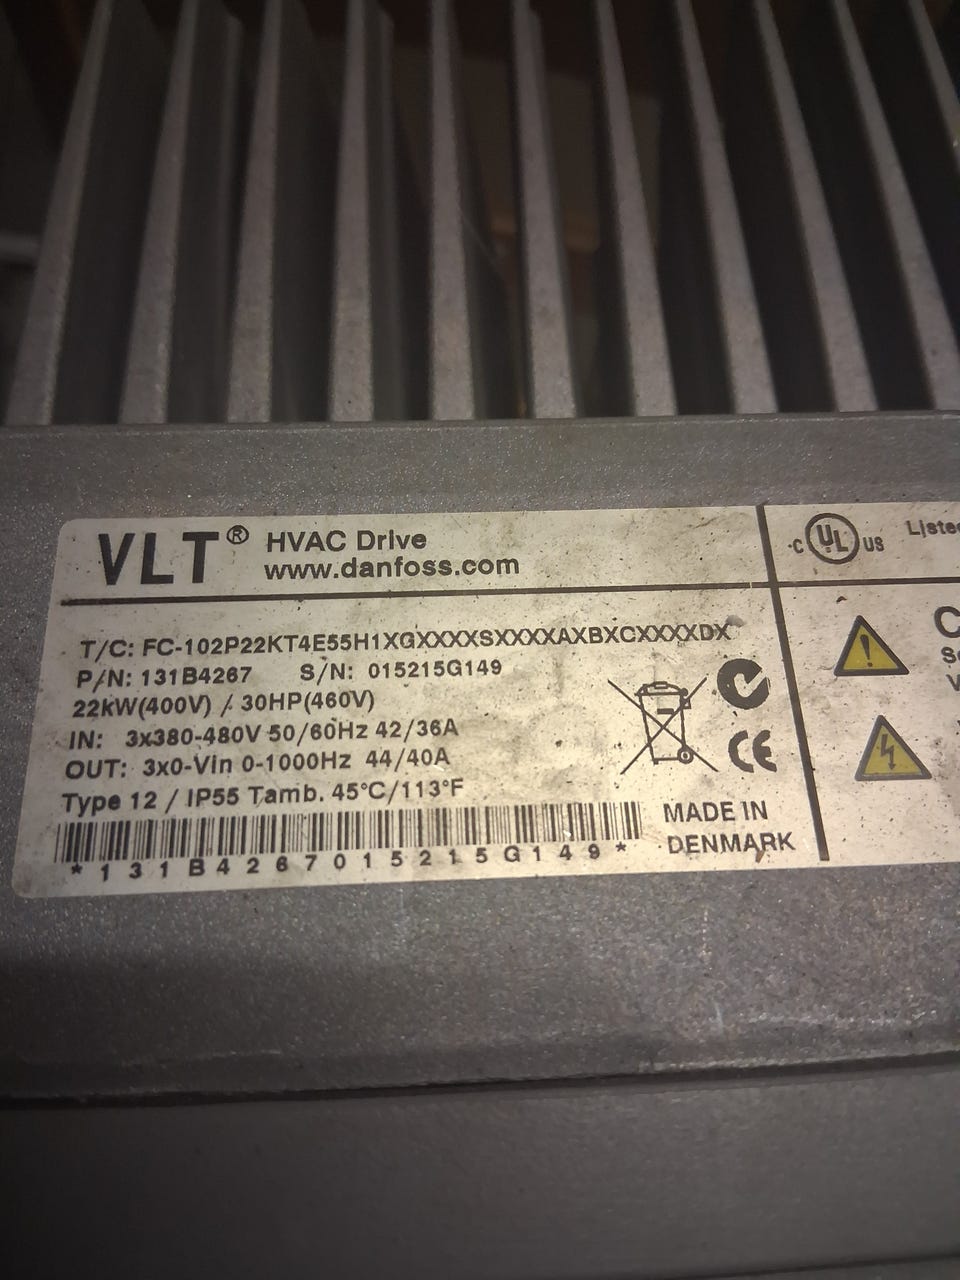 VLT® HVAC Drive
www.danfoss.com
T/C: FC-102P22KT4E55H1XGXXXXSXXXXAXBXCXXXXDX
P/N: 131B4267 S/N: 015215G149
22kW(400V) / 30HP(460V)
IN: 3x380-480V 50/60Hz 42/36A
OUT: 3x0-Vin 0-1000Hz 44/40A
Type 12 / IP55 Tamb. 45°C/113°F
*131B4267015215G149*
CE
MADE IN
DENMARK
C UL US